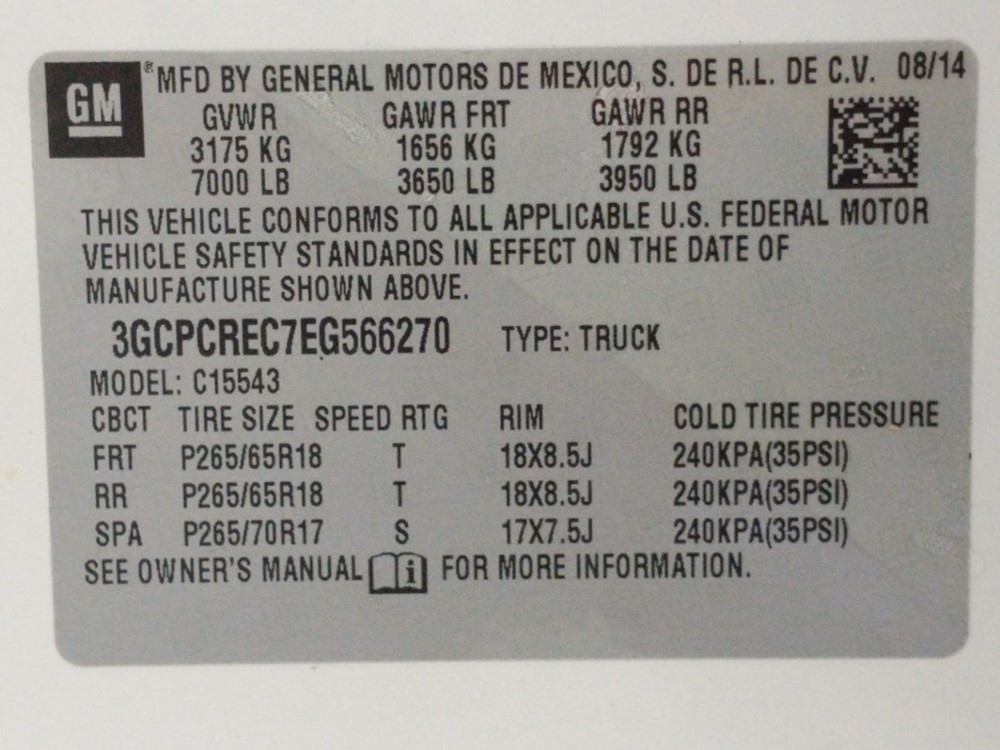 GM ® MFD BY GENERAL MOTORS DE MEXICO, S. DE R.L. DE C.V. 08/14
GVWR GAWR FRT GAWR RR
3175 KG 1656 KG 1792 KG
7000 LB 3650 LB 3950 LB
THIS VEHICLE CONFORMS TO ALL APPLICABLE U.S. FEDERAL MOTOR
VEHICLE SAFETY STANDARDS IN EFFECT ON THE DATE OF
MANUFACTURE SHOWN ABOVE.
3GCPCREC7EG566270 TYPE: TRUCK
MODEL: C15543
CBCT TIRE SIZE SPEED RTG RIM COLD TIRE PRESSURE
FRT P265/65R18 T 18X8.5J 240KPA(35PSI)
RR P265/65R18 T 18X8.5J 240KPA(35PSI)
SPA P265/70R17 S 17X7.5J 240KPA(35PSI)
SEE OWNER'S MANUAL i FOR MORE INFORMATION.